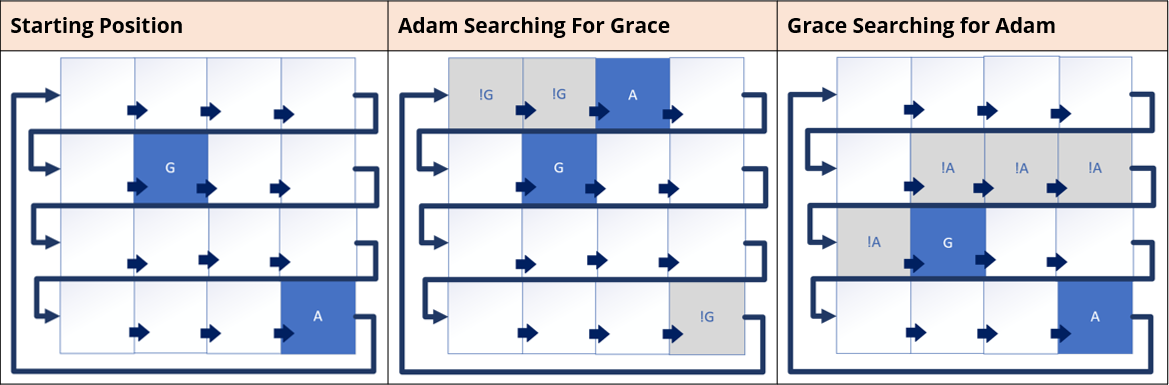 Starting Position
Adam Searching For Grace
Grace Searching for Adam
G
A
!G
!G
A
G
!G
!A
!A
!A
!A
G
A